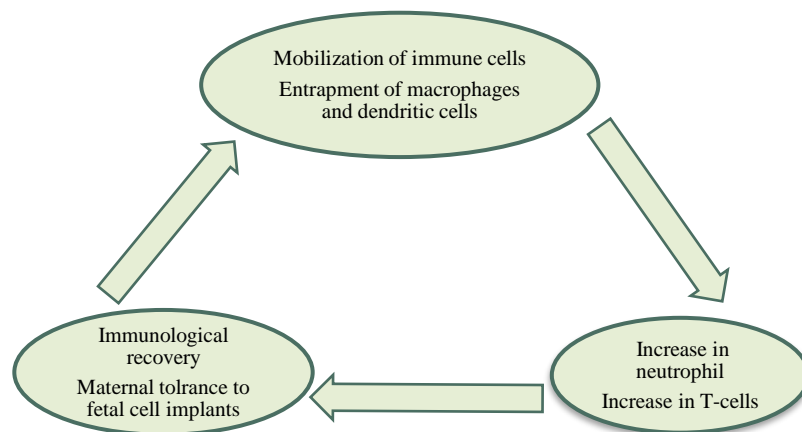 Mobilization of immune cells
Entrapment of macrophages
and dendritic cells
Increase in
neutrophil
Increase in T-cells
Immunological
recovery
Maternal tolrance to
fetal cell implants